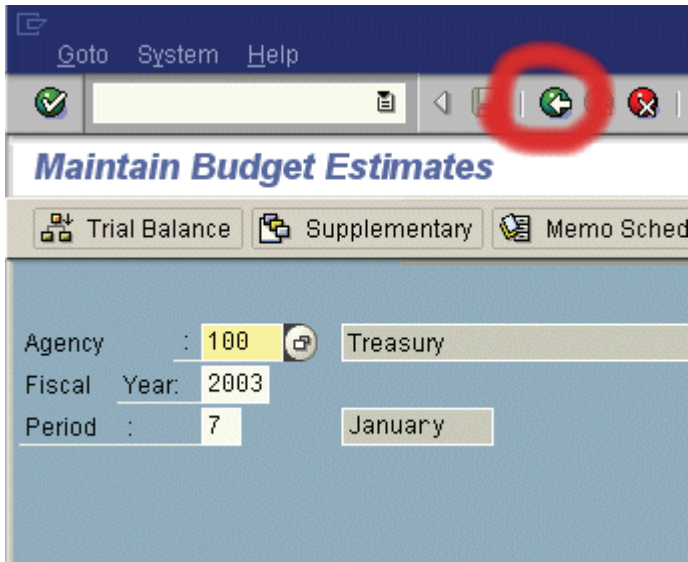 Goto System Help
Maintain Budget Estimates
Trial Balance Supplementary Memo Sched
Agency : 100 Treasury
Fiscal Year: 2003
Period : 7 January